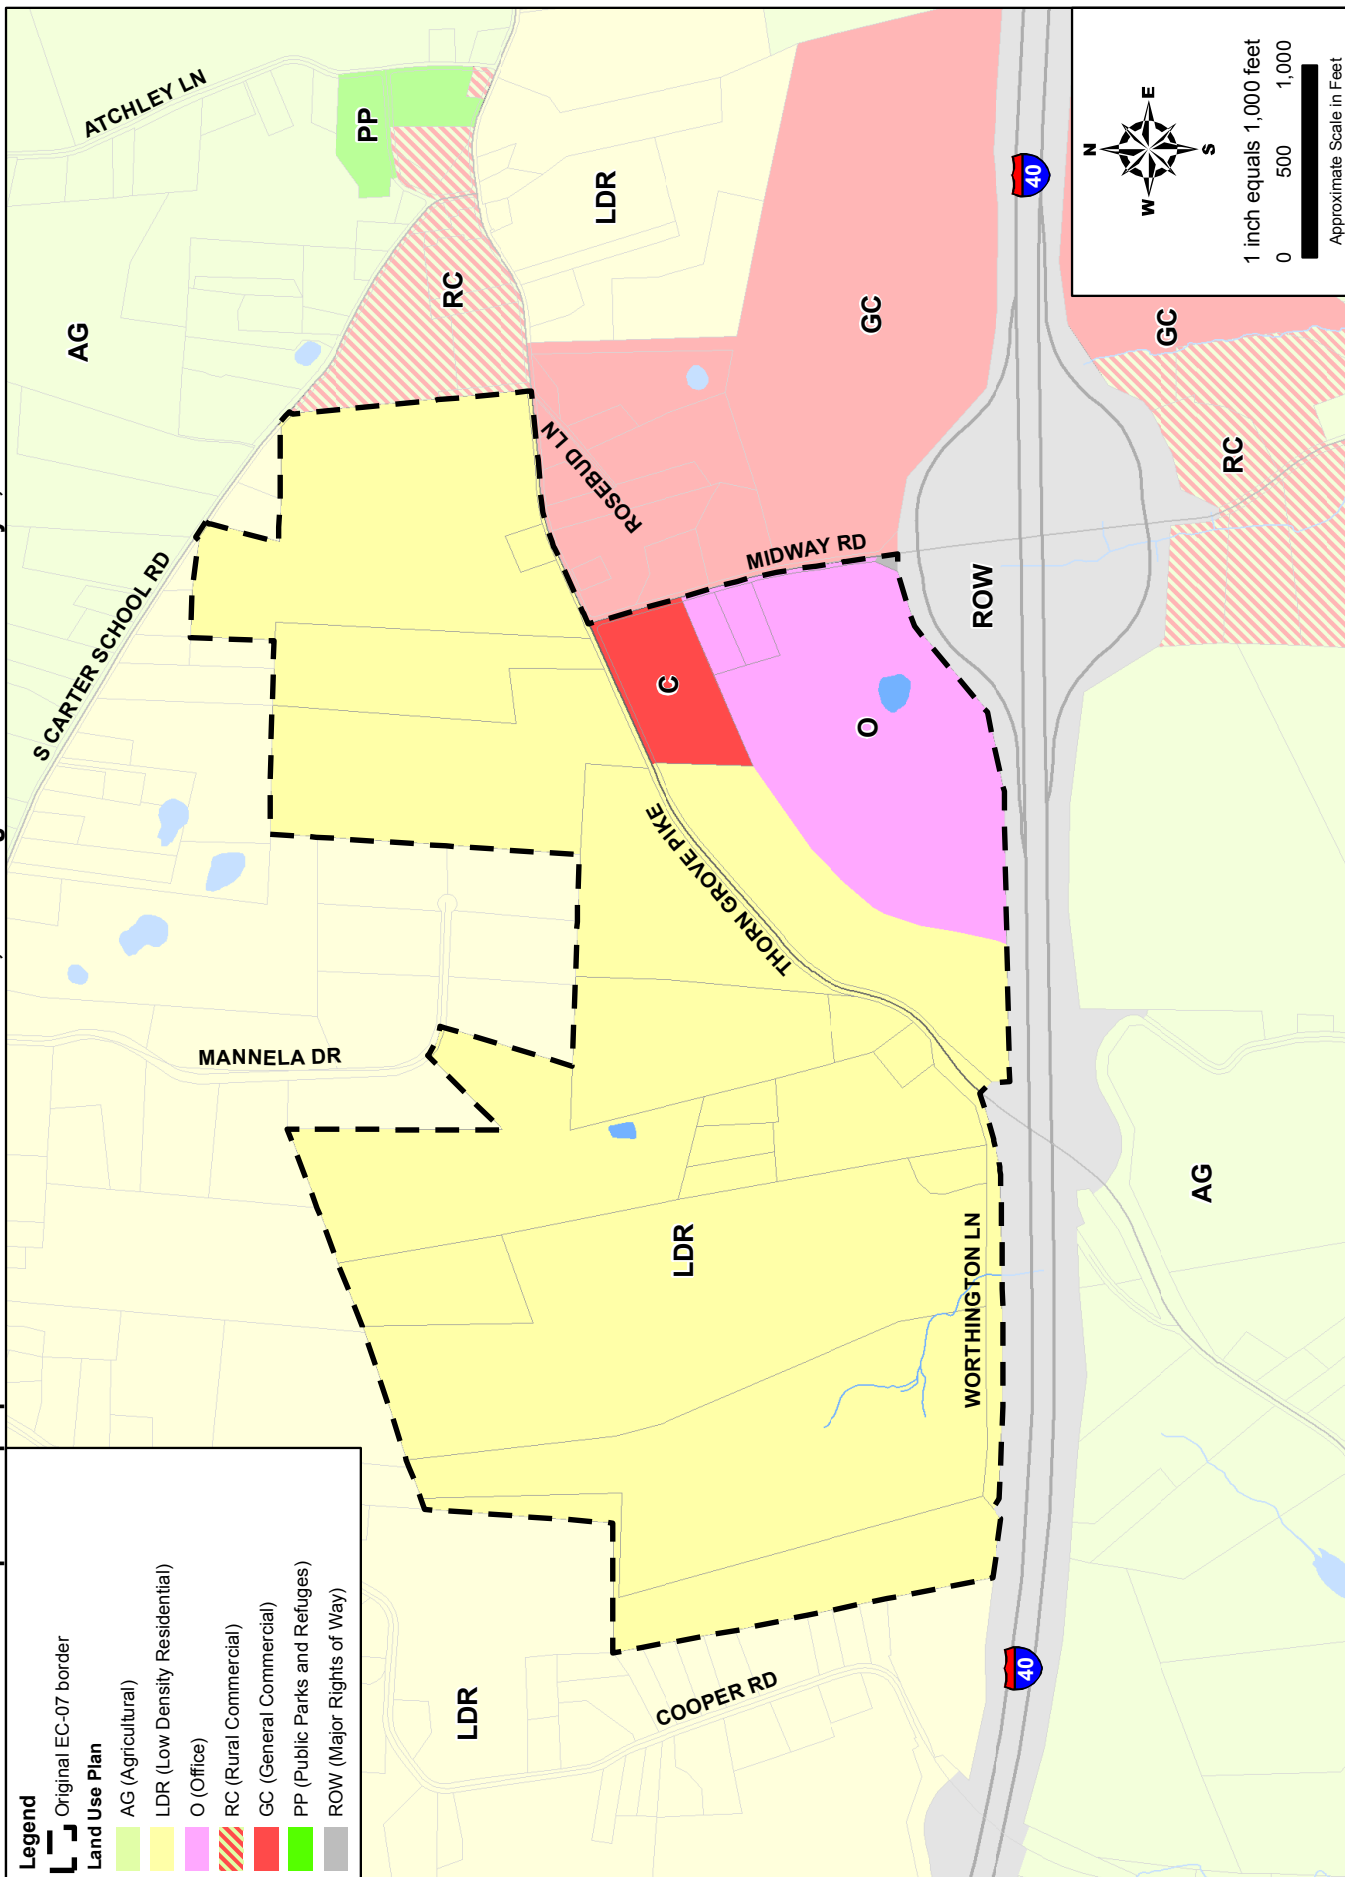 Legend
Original EC-07 border
Land Use Plan
AG (Agricultural)
LDR (Low Density Residential)
O (Office)
RC (Rural Commercial)
GC (General Commercial)
PP (Public Parks and Refuges)
ROW (Major Rights of Way)
AG
ATCHLEY LN
PP
S CARTER SCHOOL RD
RC
LDR
MANNELA DR
ROSEBUD LN
GC
MIDWAY RD
C
O
THORN GROVE PIKE
LDR
WORTHINGTON LN
LDR
COOPER RD
ROW
40
40
GC
RC
AG
N
W
E
S
1 inch equals 1,000 feet
0 500 1,000
Approximate Scale in Feet